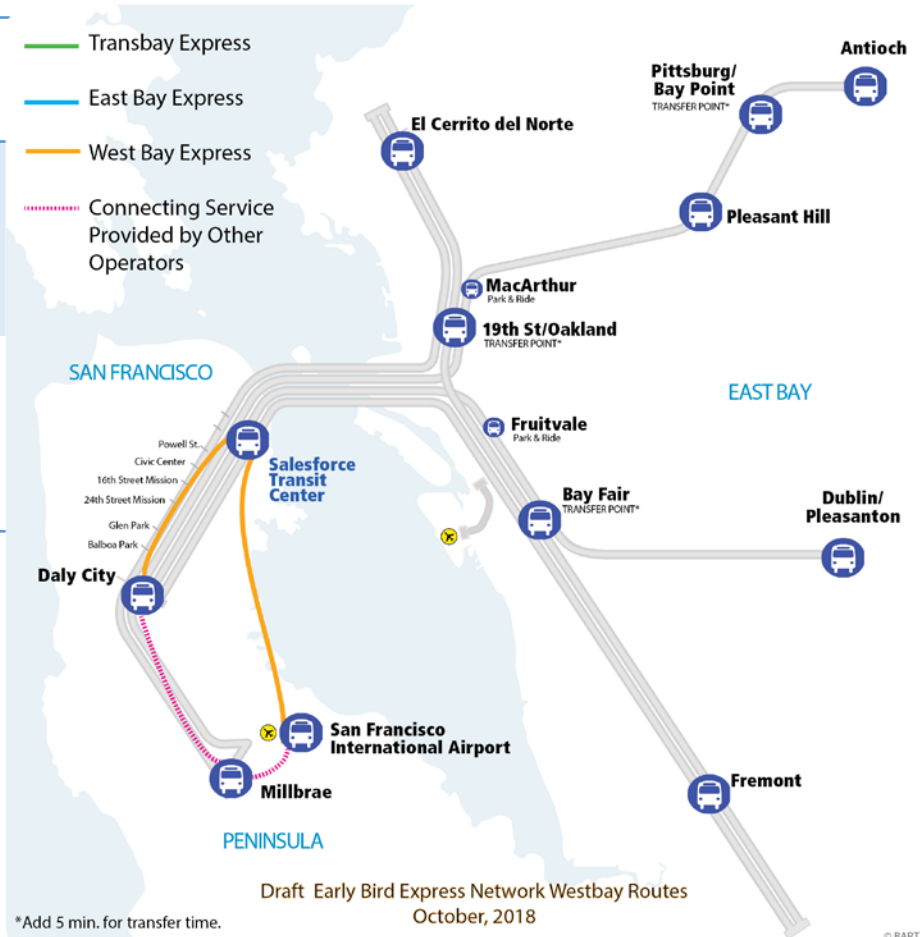 Transbay Express
East Bay Express
West Bay Express
Connecting Service
Provided by Other
Operators
Antioch
Pittsburg/
Bay Point
TRANSFER POINT*
El Cerrito del Norte
Pleasant Hill
MacArthur
Park & Ride
19th St/Oakland
TRANSFER POINT*
SAN FRANCISCO
EAST BAY
Fruitvale
Park & Ride
Powell St.
Civic Center
16th Street Mission
24th Street Mission
Glen Park
Balboa Park
Salesforce
Transit
Center
Bay Fair
TRANSFER POINT*
Dublin/
Pleasanton
Daly City
San Francisco
International Airport
Millbrae
Fremont
PENINSULA
Draft Early Bird Express Network Westbay Routes
October, 2018
*Add 5 min. for transfer time.
© BART